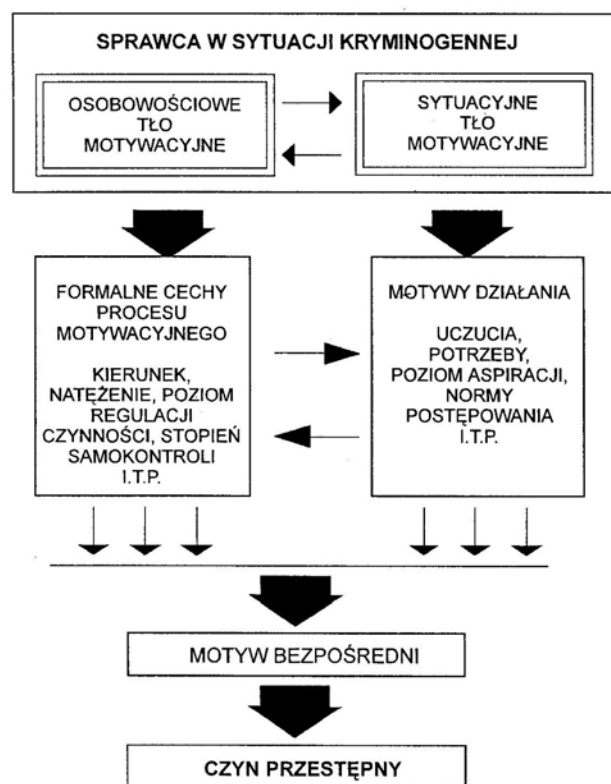 SPRAWCA W SYTUACJI KRYMINOGENNEJ
OSOBOWOŚCIOWE
TŁO
MOTYWACYJNE
SYTUACYJNE
TŁO
MOTYWACYJNE
FORMALNE CECHY
PROCESU
MOTYWACYJNEGO
KIERUNEK,
NATĘŻENIE, POZIOM
REGULACJI
CZYNNOŚCI, STOPIEŃ
SAMOKONTROLI
I.T.P.
MOTYWY DZIAŁANIA
UCZUCIA,
POTRZEBY,
POZIOM ASPIRACJI,
NORMY
POSTĘPOWANIA
I.T.P.
MOTYW BEZPOŚREDNI
CZYN PRZESTĘPNY